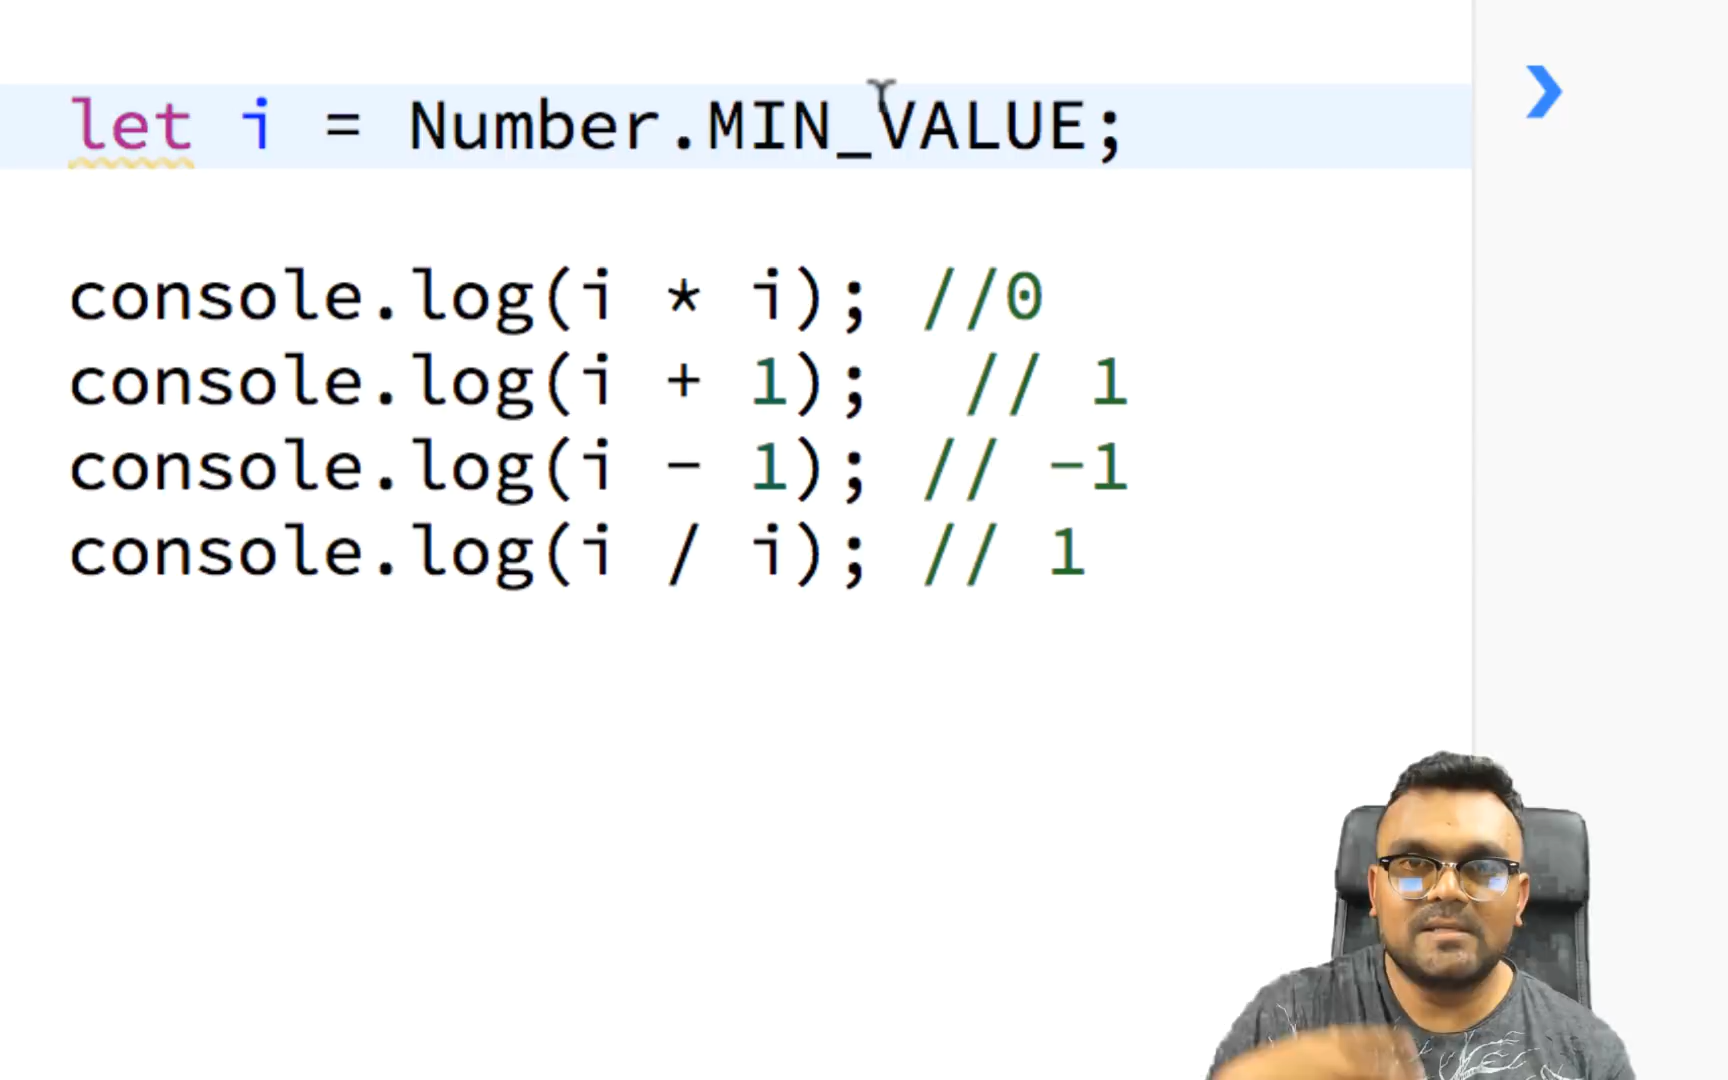 let i = Number.MIN_VALUE;
console.log(i * i); //0
console.log(i + 1);  // 1
console.log(i - 1); // -1
console.log(i / i); // 1